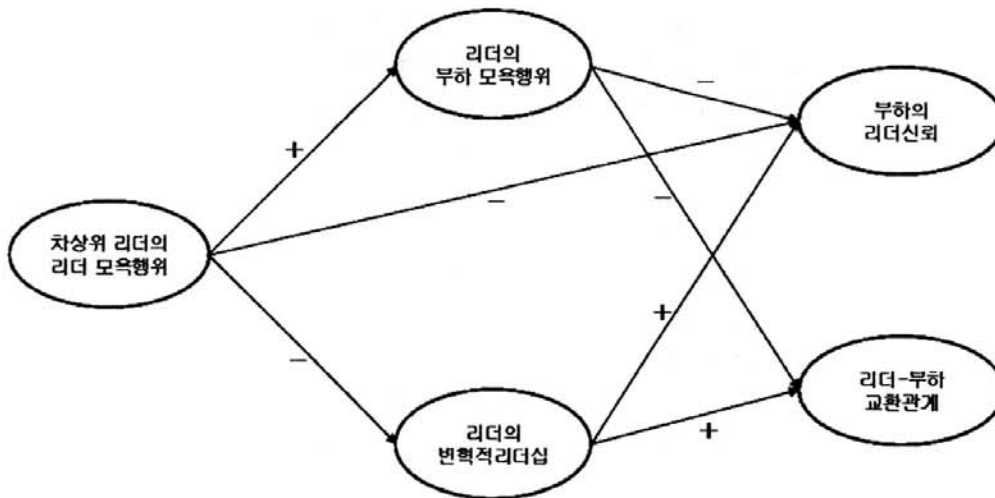 리더의
부하 모욕행위
부하의
리더신뢰
차상위 리더의
리더 모욕행위
리더의
변혁적리더십
리더-부하
교환관계
+
−
−
−
−
+
+